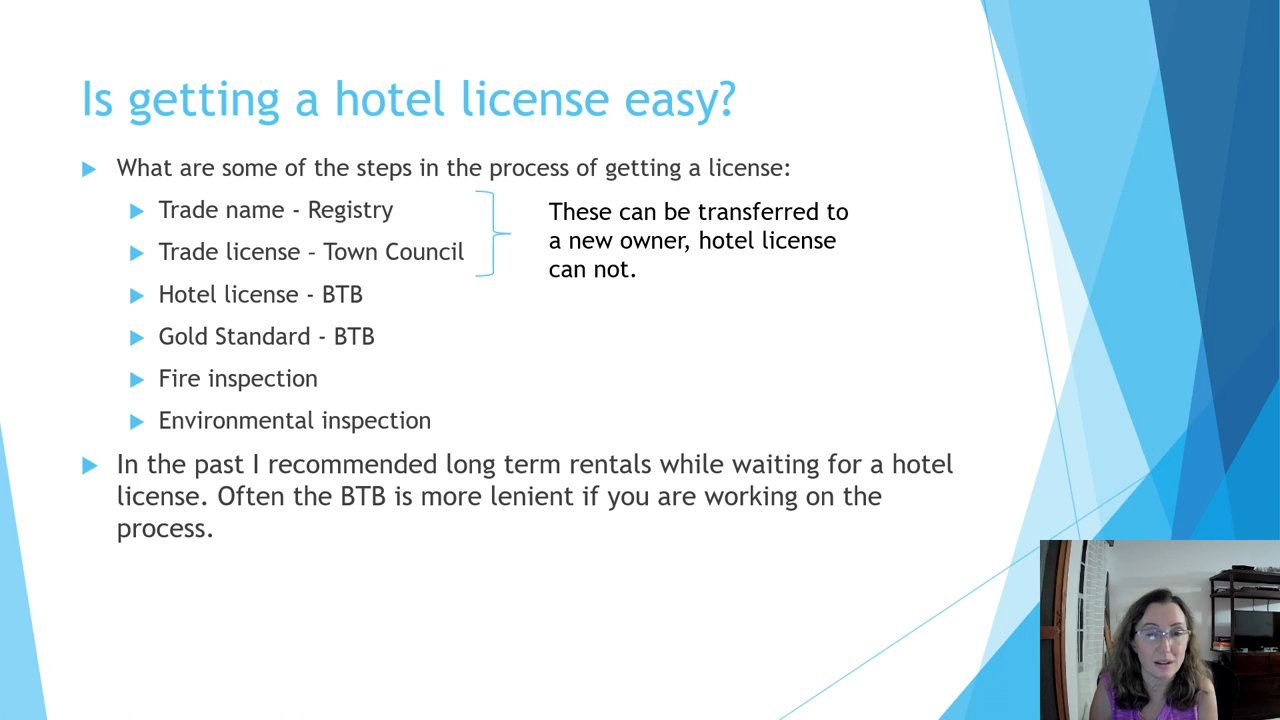 Is getting a hotel license easy?
What are some of the steps in the process of getting a license:
Trade name - Registry
Trade license – Town Council
These can be transferred to
a new owner, hotel license
can not.
Hotel license - BTB
Gold Standard - BTB
Fire inspection
Environmental inspection
In the past I recommended long term rentals while waiting for a hotel
license. Often the BTB is more lenient if you are working on the
process.